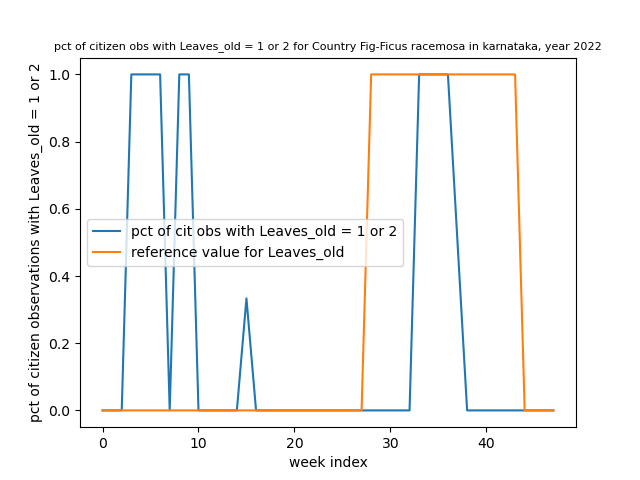 pct of citizen obs with Leaves_old = 1 or 2 for Country Fig-Ficus racemosa in karnataka, year 2022
pct of citizen observations with Leaves_old = 1 or 2
1.0
0.8
0.6
0.4
0.2
0.0
pct of cit obs with Leaves_old = 1 or 2
reference value for Leaves_old
0 10 20 30 40
week index